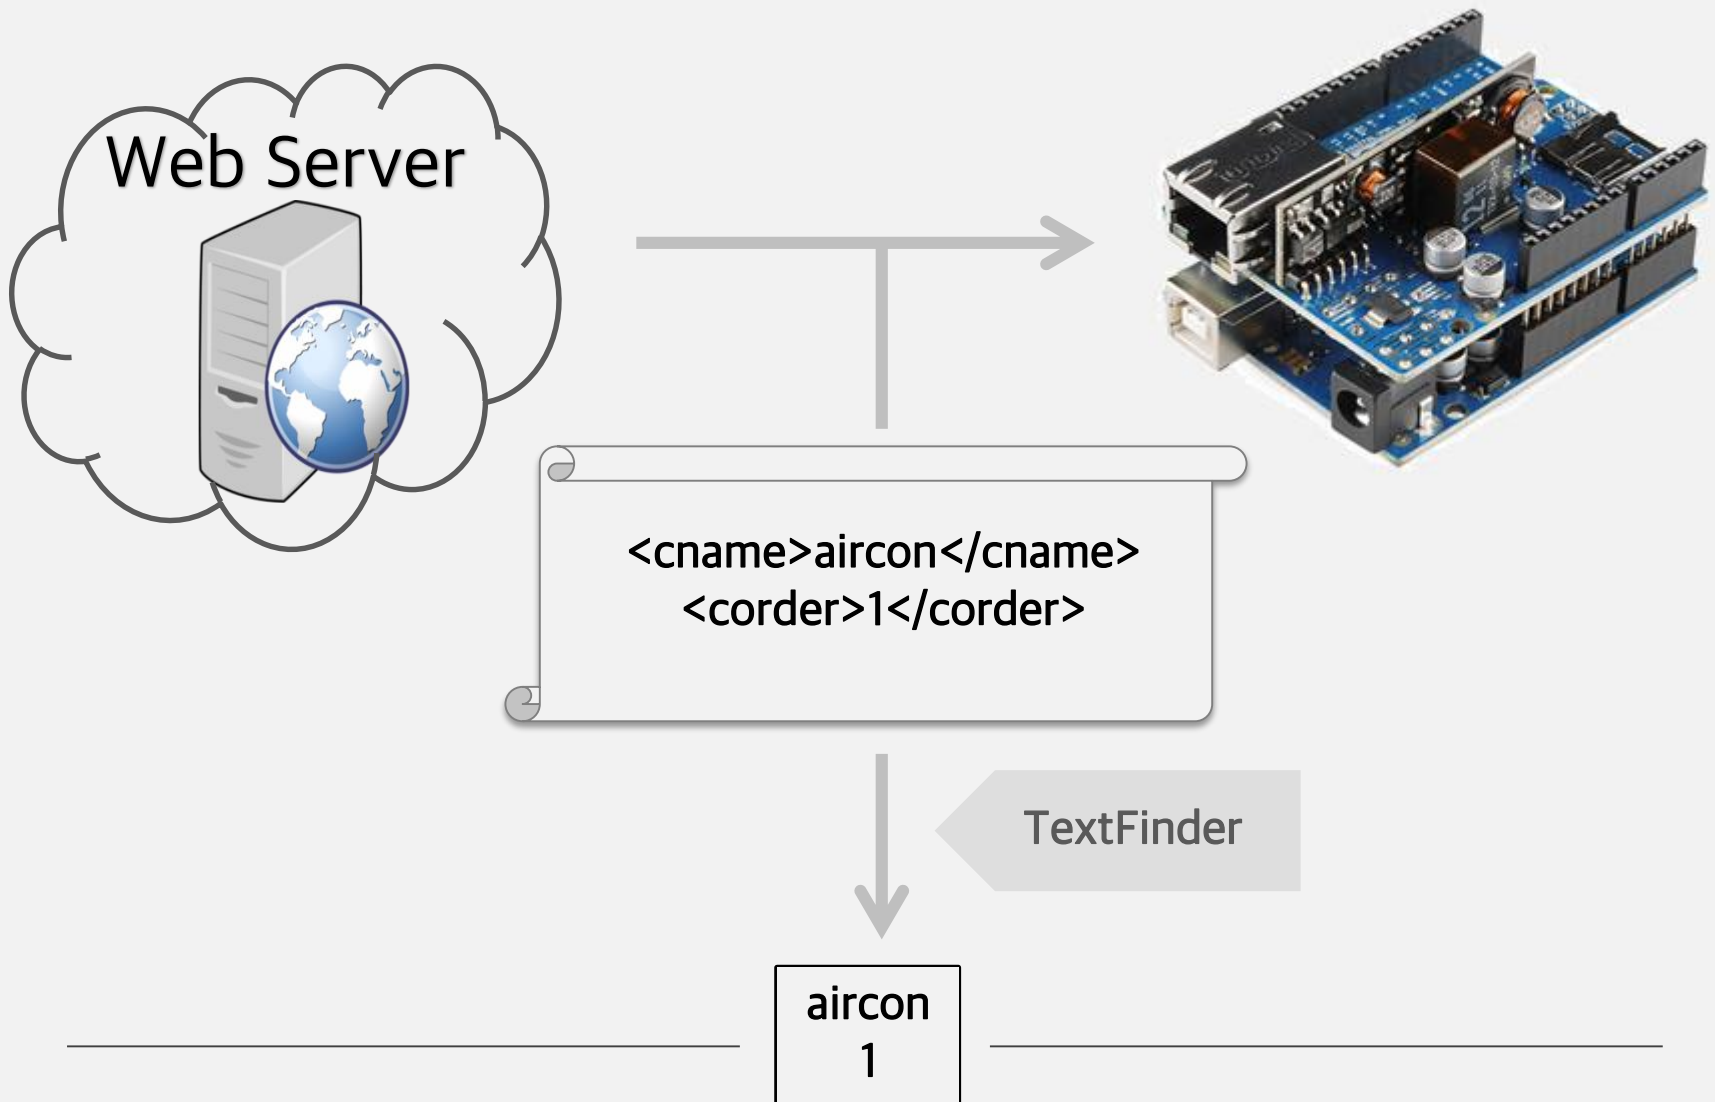 Web Server
<cname>aircon</cname>
<corder>1</corder>
TextFinder
aircon
1